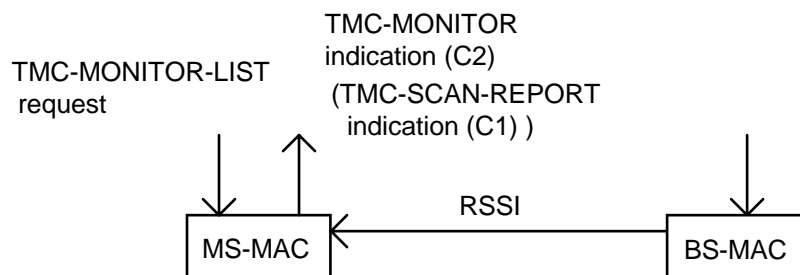 TMC-MONITOR-LIST
request
TMC-MONITOR
indication (C2)
(TMC-SCAN-REPORT
indication (C1) )
RSSI
MS-MAC
BS-MAC